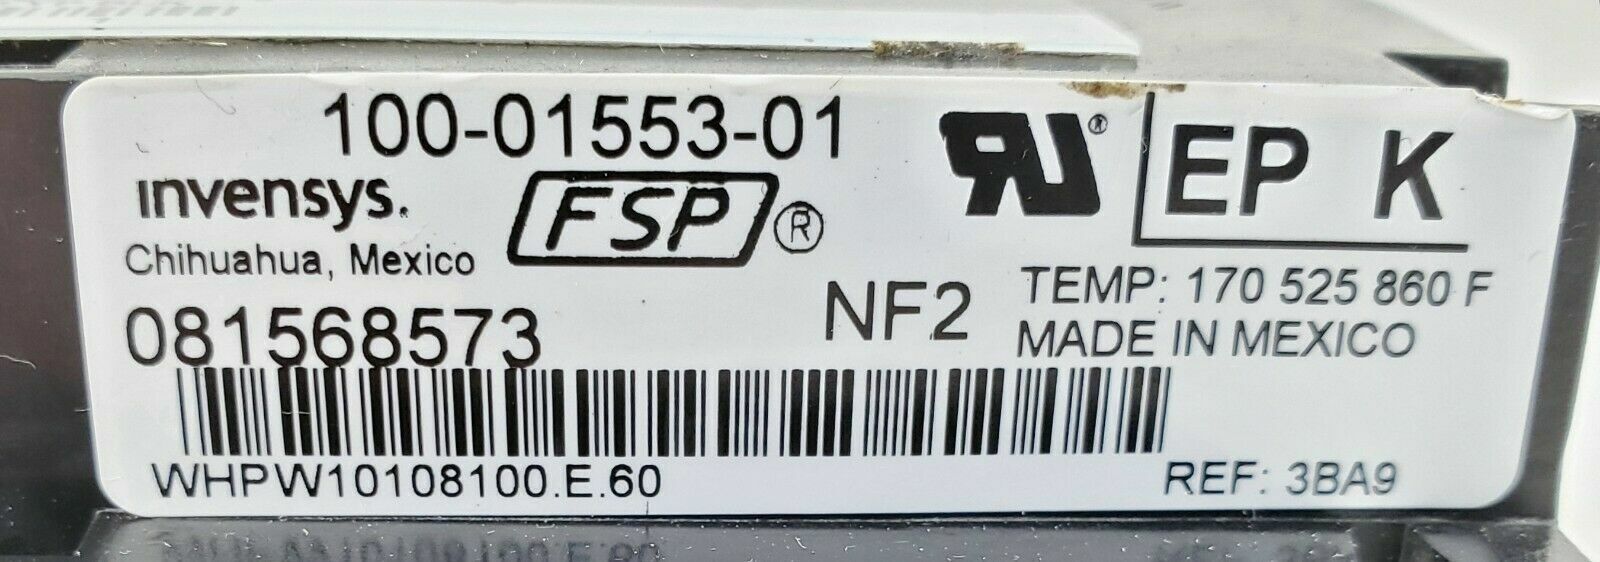 100-01553-01
invensys.
FSP ®
Chihuahua, Mexico
081568573
NF2
WHPW10108100.E.60
RU ®
EP K
TEMP: 170 525 860 F
MADE IN MEXICO
REF: 3BA9